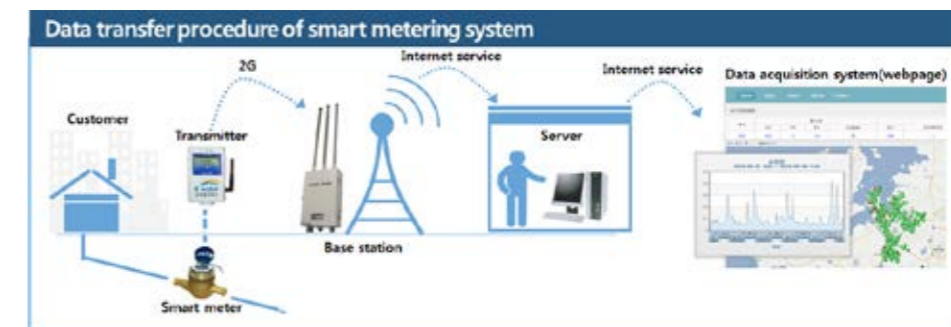 Data transfer procedure of smart metering system
2G
Internet service
Internet service
Data acquisition system(webpage)
Customer
Transmitter
Server
Base station
Smart meter